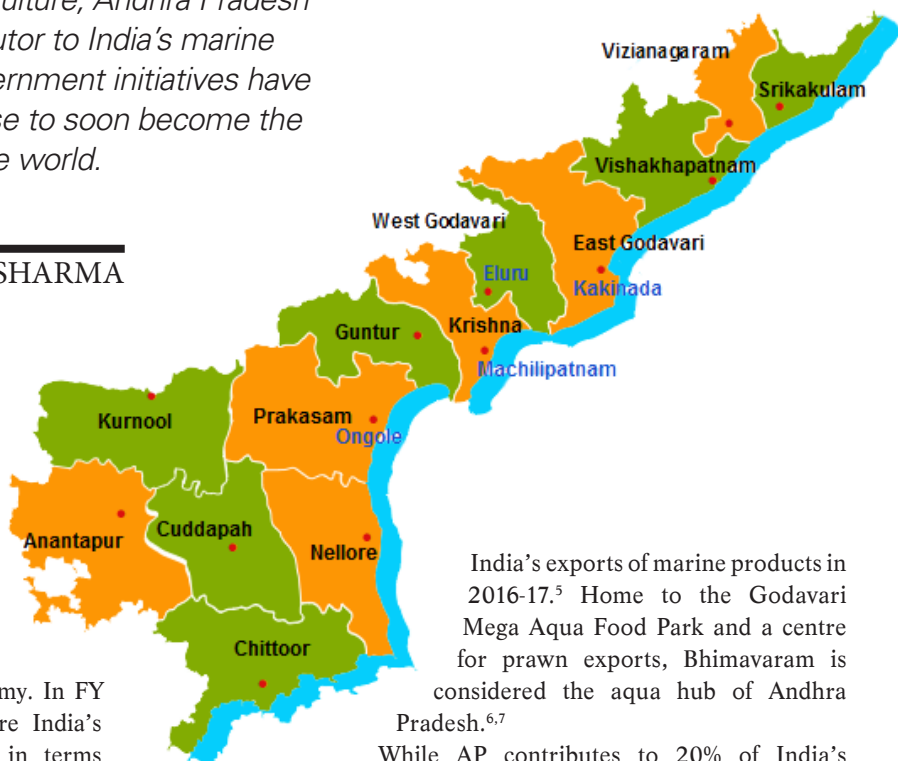 culture, Andhra Pradesh
utor to India's marine
ernment initiatives have
se to soon become the
e world.
SHARMA
Vizianagaram
Srikakulam
Vishakhapatnam
West Godavari
East Godavari
Eluru
Kakinada
Guntur
Krishna
Machilipatnam
Kurnool
Prakasam
Ongole
Anantapur
Cuddapah
Nellore
Chittoor
my. In FY
re India's
in terms
India's exports of marine products in
2016-17.⁵ Home to the Godavari
Mega Aqua Food Park and a centre
for prawn exports, Bhimavaram is
considered the aqua hub of Andhra
Pradesh.⁶,⁷
While AP contributes to 20% of India's